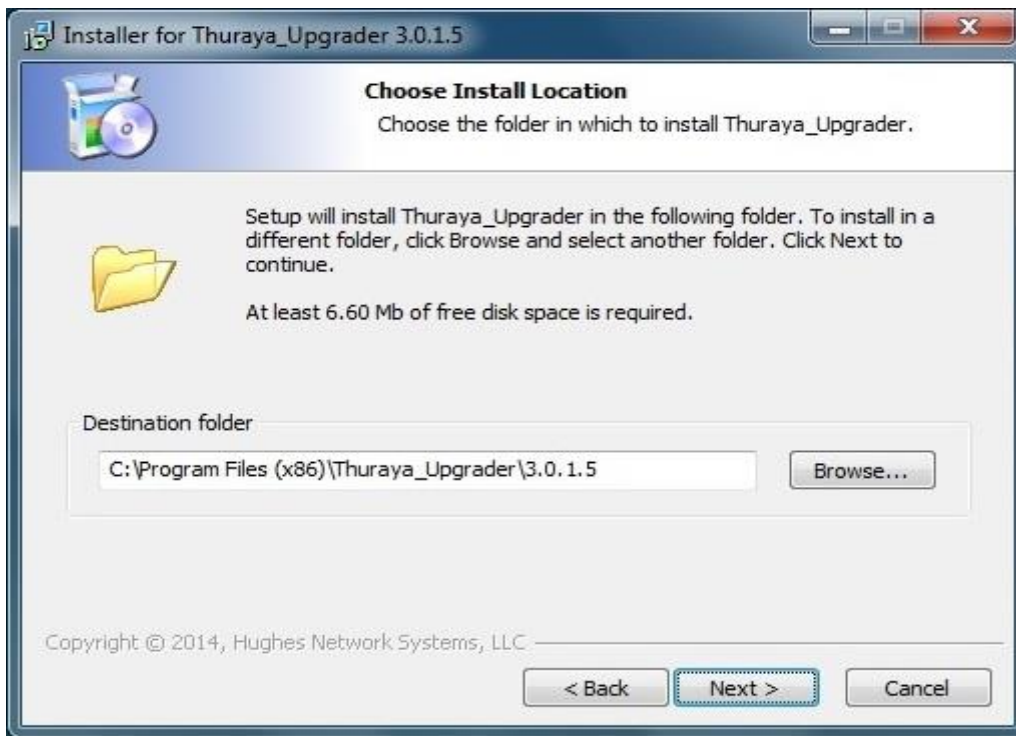 Installer for Thuraya_Upgrader 3.0.1.5
Choose Install Location
Choose the folder in which to install Thuraya_Upgrader.
Setup will install Thuraya_Upgrader in the following folder. To install in a
different folder, click Browse and select another folder. Click Next to
continue.
At least 6.60 Mb of free disk space is required.
Destination folder
C:\Program Files (x86)\Thuraya_Upgrader\3.0.1.5
Browse...
Copyright © 2014, Hughes Network Systems, LLC
< Back
Next >
Cancel